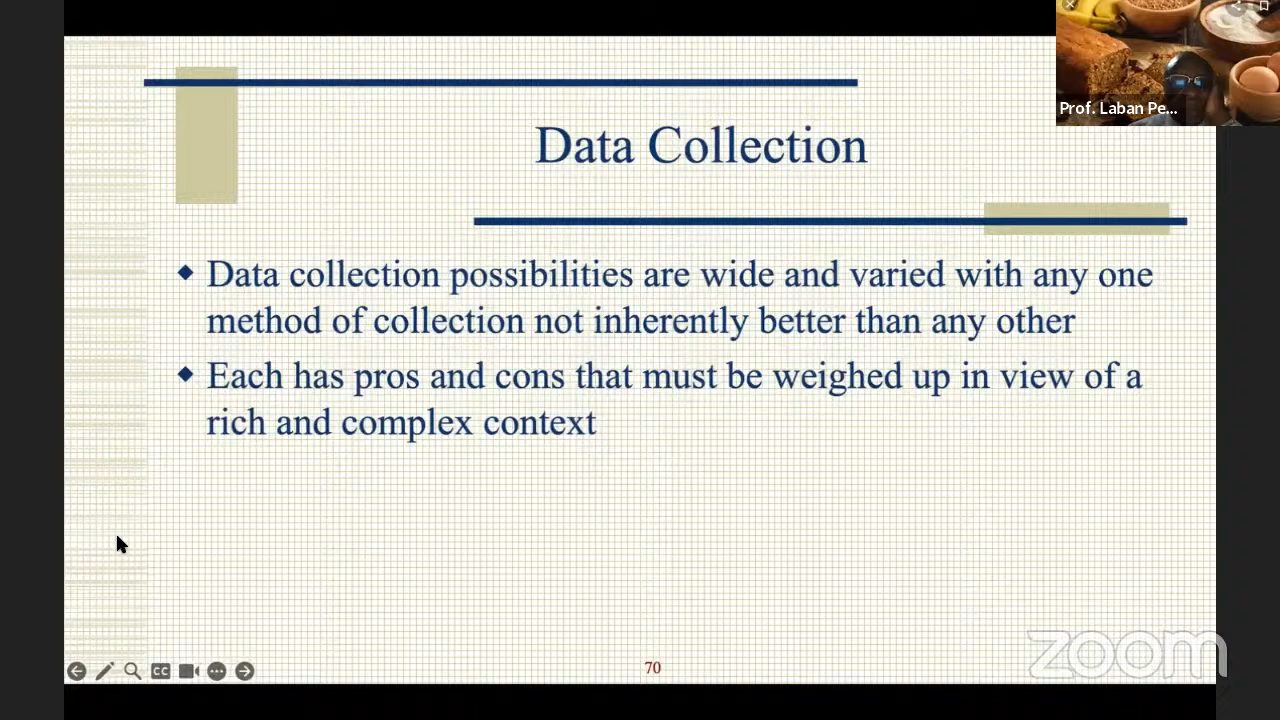 Prof. Laban Pe...
Data Collection
Data collection possibilities are wide and varied with any one
method of collection not inherently better than any other
Each has pros and cons that must be weighed up in view of a
rich and complex context
CC
70
zoom